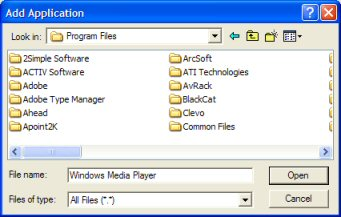 Add Application
Look in: Program Files
2Simple Software
ACTIV Software
Adobe
Adobe Type Manager
Ahead
Apoint2K
ArcSoft
ATI Technologies
AvRack
BlackCat
Clevo
Common Files
File name: Windows Media Player
Open
Files of type: All Files (*.*)
Cancel